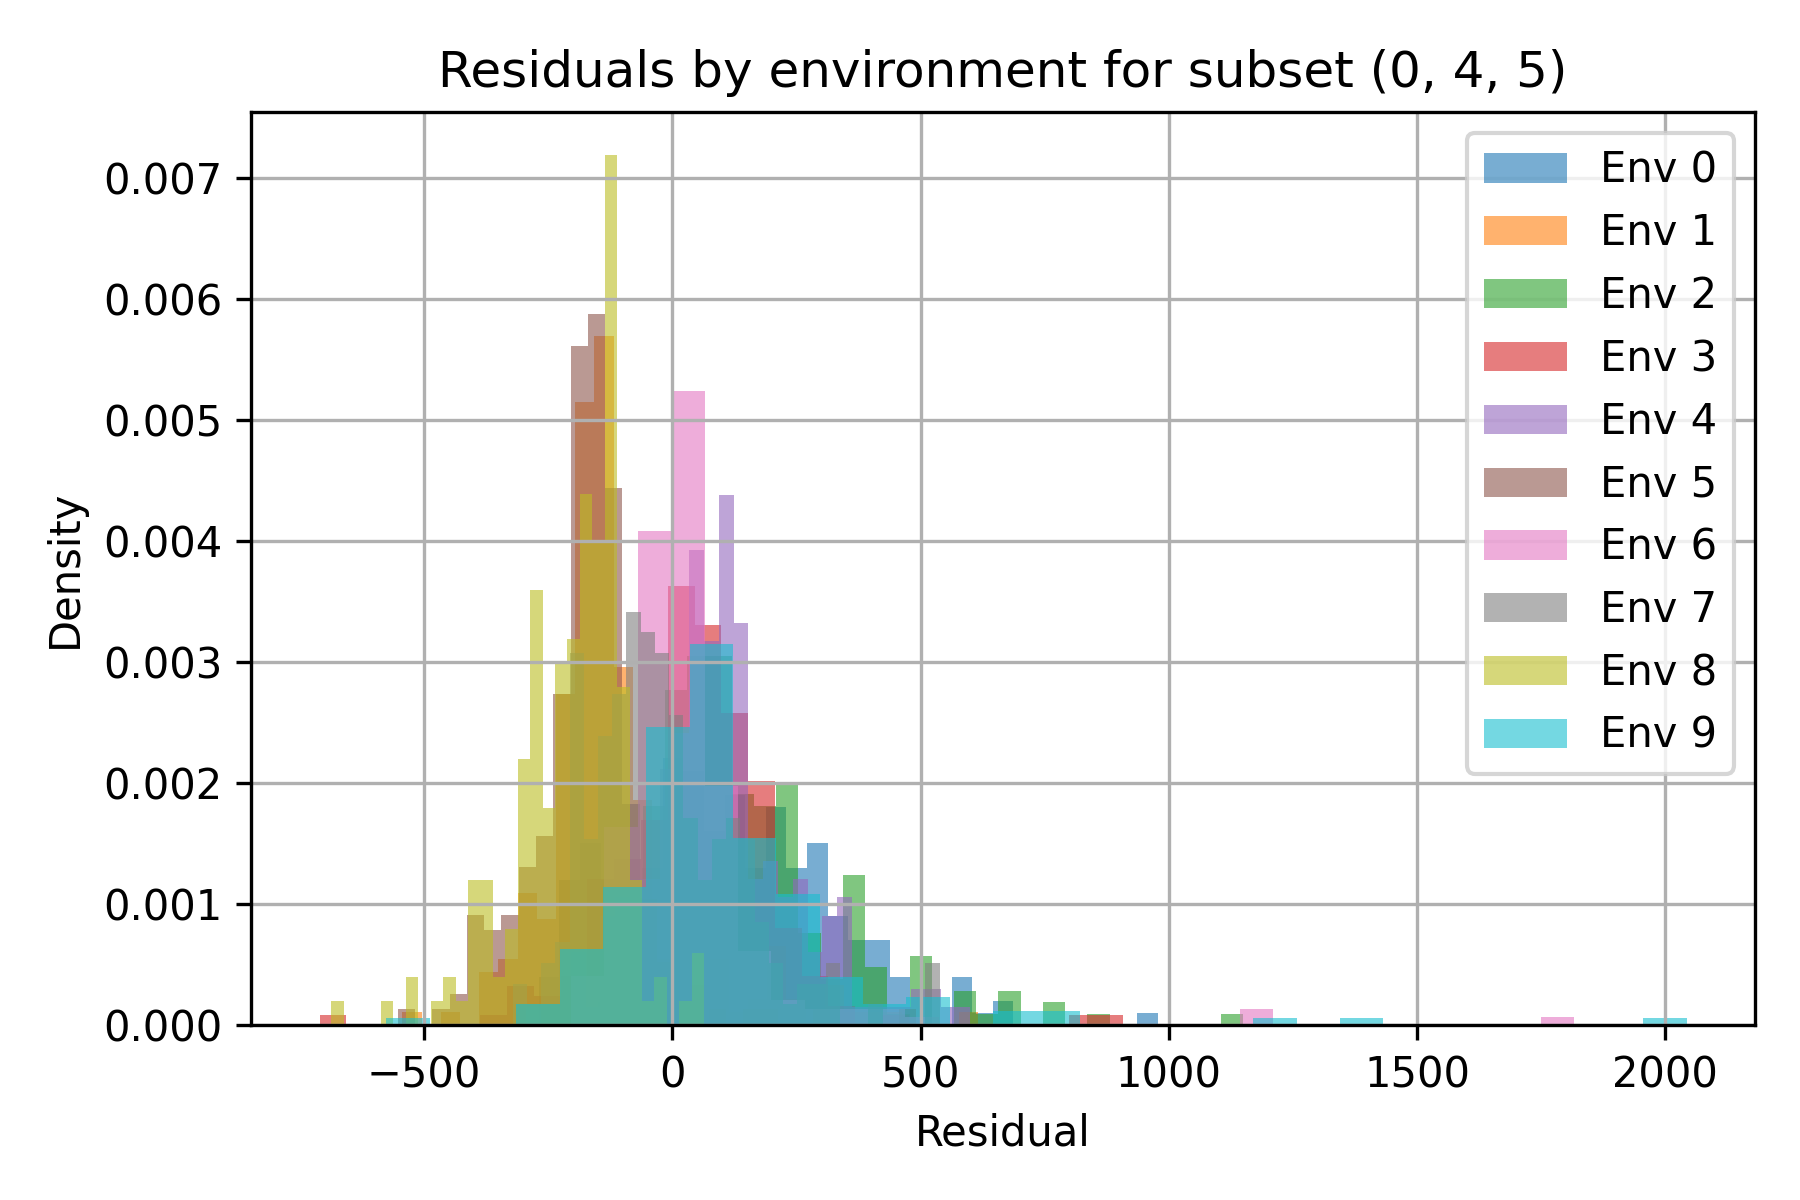 Residuals by environment for subset (0, 4, 5)
0.007
0.006
0.005
0.004
0.003
0.002
0.001
0.000
Density
−500
0
500
1000
1500
2000
Residual
Env 0
Env 1
Env 2
Env 3
Env 4
Env 5
Env 6
Env 7
Env 8
Env 9